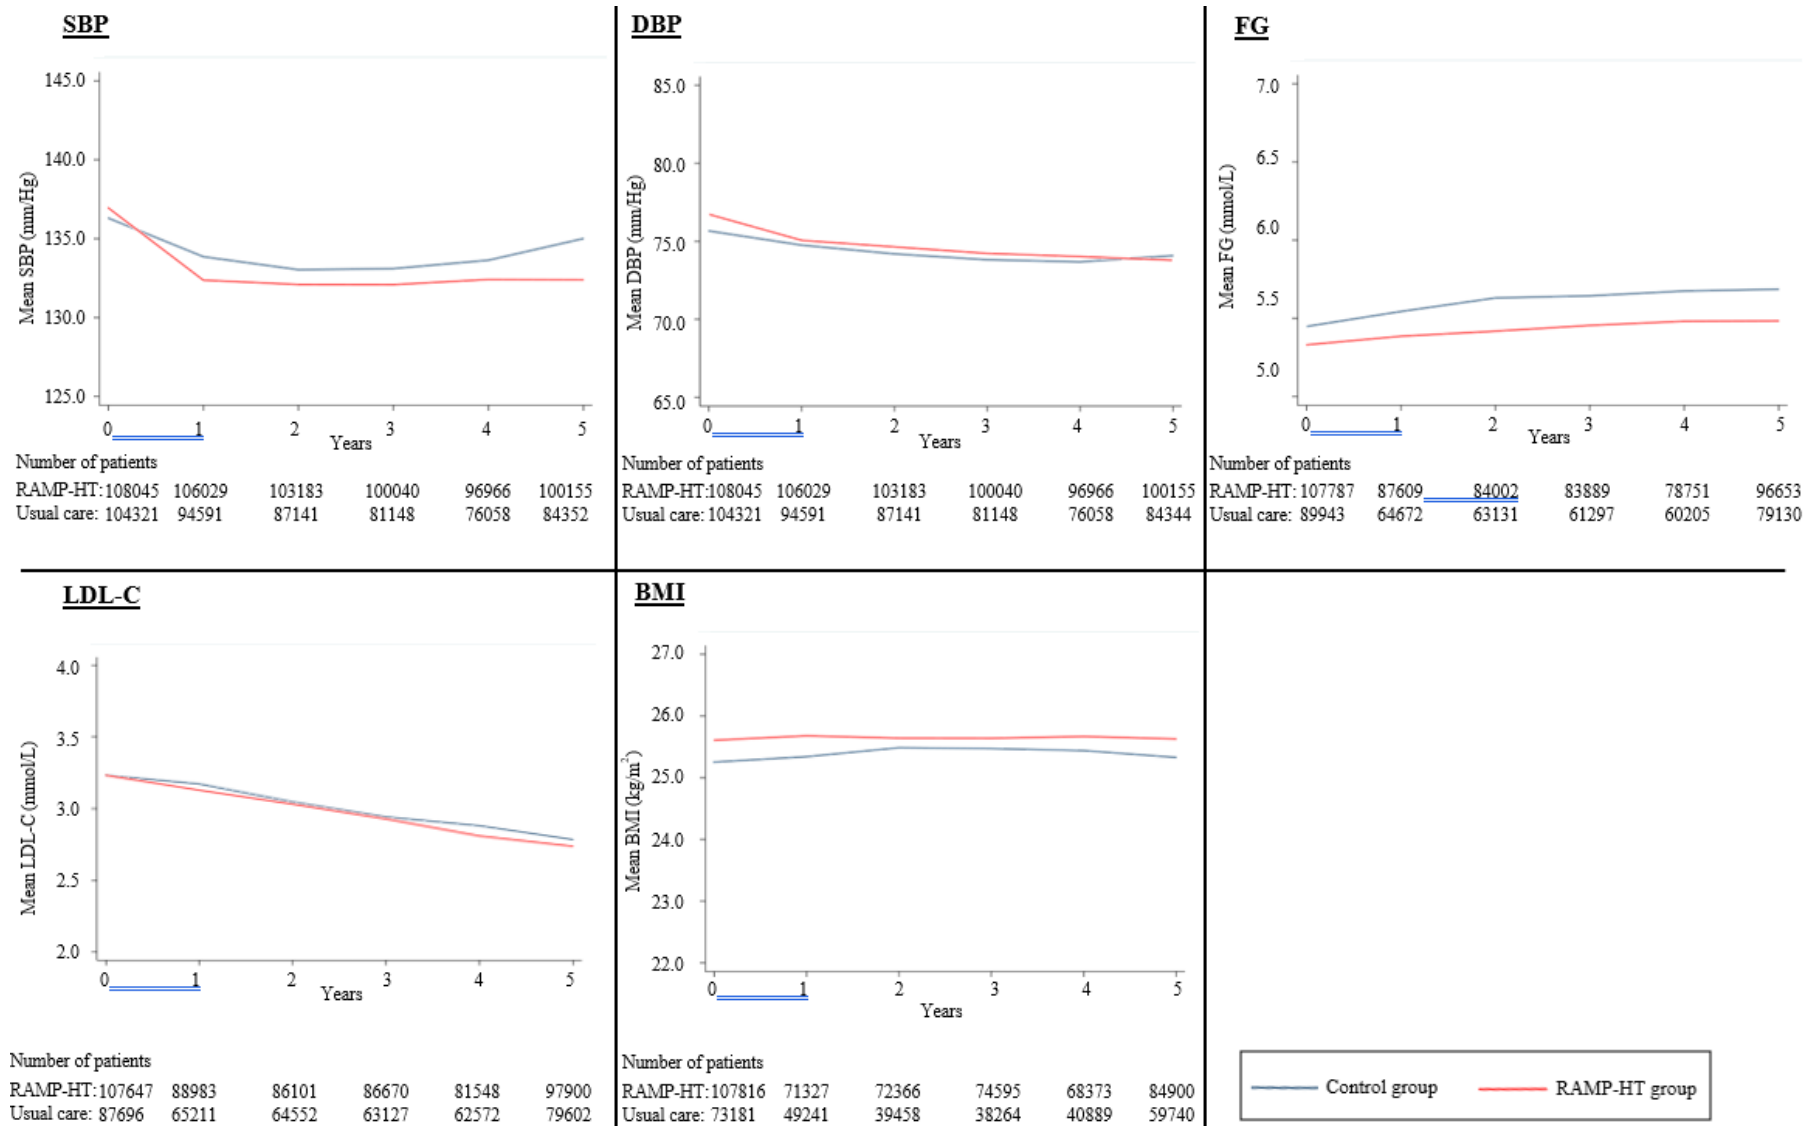 SBP
145.0
140.0
135.0
130.0
125.0
Mean SBP (mm/Hg)
0 1 2 3 4 5
Years
Number of patients
RAMP-HT: 108045 106029 103183 100040 96966 100155
Usual care: 104321 94591 87141 81148 76058 84352
DBP
85.0
80.0
75.0
70.0
65.0
Mean DBP (mm/Hg)
0 1 2 3 4 5
Years
Number of patients
RAMP-HT:108045 106029 103183 100040 96966 100155
Usual care: 104321 94591 87141 81148 76058 84344
FG
7.0
6.5
6.0
5.5
5.0
Mean FG (mmol/L)
0 1 2 3 4 5
Years
Number of patients
RAMP-HT: 107787 87609 84002 83889 78751 96653
Usual care: 89943 64672 63131 61297 60205 79130
LDL-C
4.0
3.5
3.0
2.5
2.0
Mean LDL-C (mmol/L)
0 1 2 3 4 5
Years
Number of patients
RAMP-HT:107647 88983 86101 86670 81548 97900
Usual care: 87696 65211 64552 63127 62572 79602
BMI
27.0
26.0
25.0
24.0
23.0
22.0
Mean BMI (kg/m²)
0 1 2 3 4 5
Years
Number of patients
RAMP-HT:107816 71327 72366 74595 68373 84900
Usual care: 73181 49241 39458 38264 40889 59740
Control group
RAMP-HT group